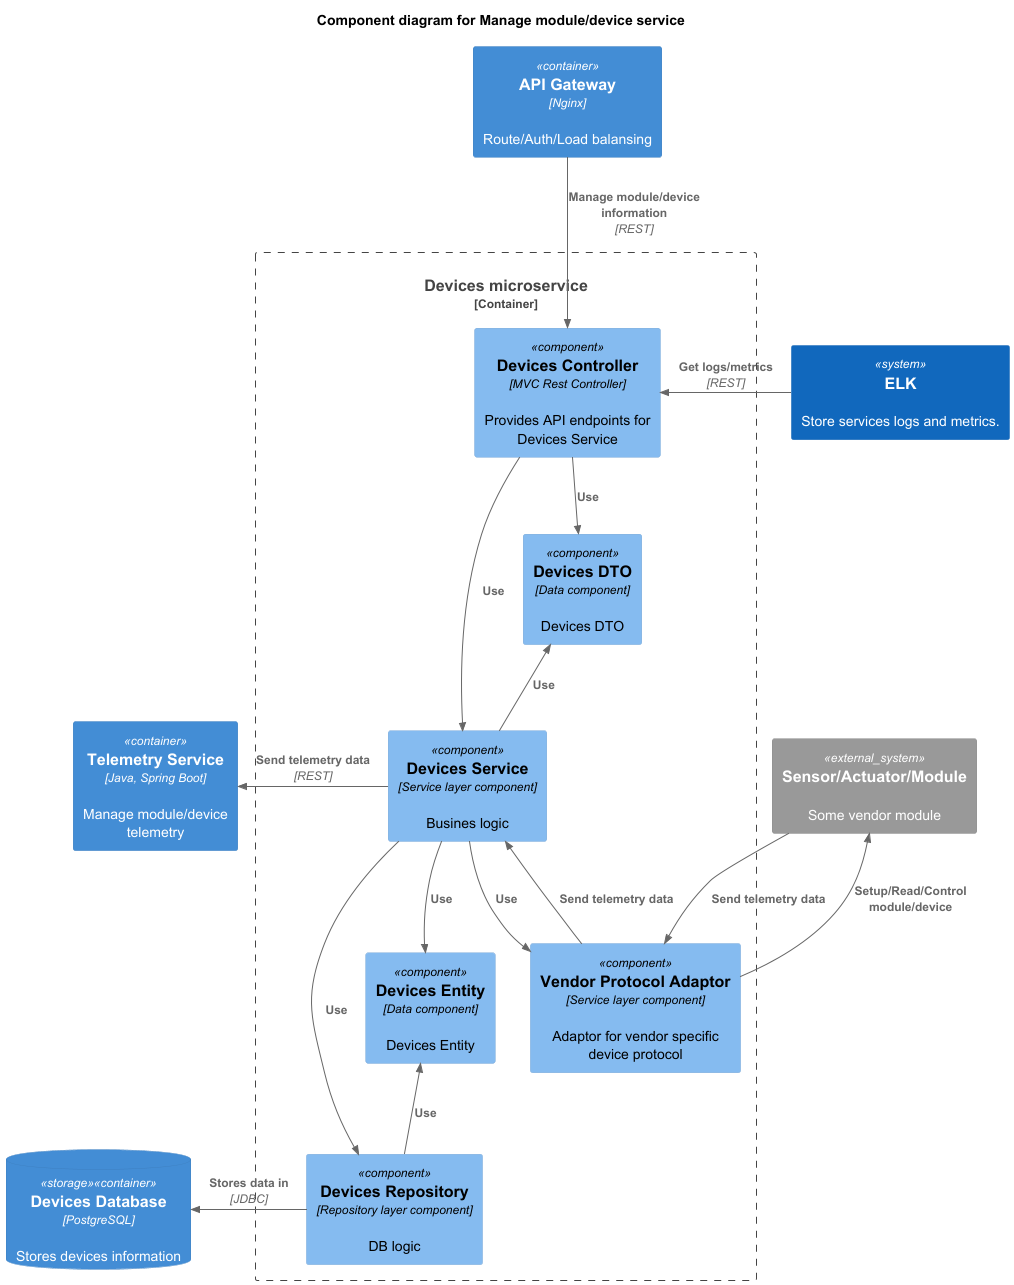 Component diagram for Manage module/device service
«container»
API Gateway
[Nginx]
Route/Auth/Load balansing
Manage module/device
information
[REST]
Devices microservice
[Container]
«component»
Devices Controller
[MVC Rest Controller]
Provides API endpoints for
Devices Service
Get logs/metrics
[REST]
«system»
ELK
Store services logs and metrics.
Use
«component»
Devices DTO
[Data component]
Devices DTO
Use
Use
«container»
Telemetry Service
[Java, Spring Boot]
Manage module/device
telemetry
Send telemetry data
[REST]
«component»
Devices Service
[Service layer component]
Busines logic
«external_system»
Sensor/Actuator/Module
Some vendor module
Use
Use
Send telemetry data
Send telemetry data
Setup/Read/Control
module/device
«component»
Devices Entity
[Data component]
Devices Entity
«component»
Vendor Protocol Adaptor
[Service layer component]
Adaptor for vendor specific
device protocol
Use
Use
«storage»«container»
Devices Database
[PostgreSQL]
Stores devices information
Stores data in
[JDBC]
«component»
Devices Repository
[Repository layer component]
DB logic